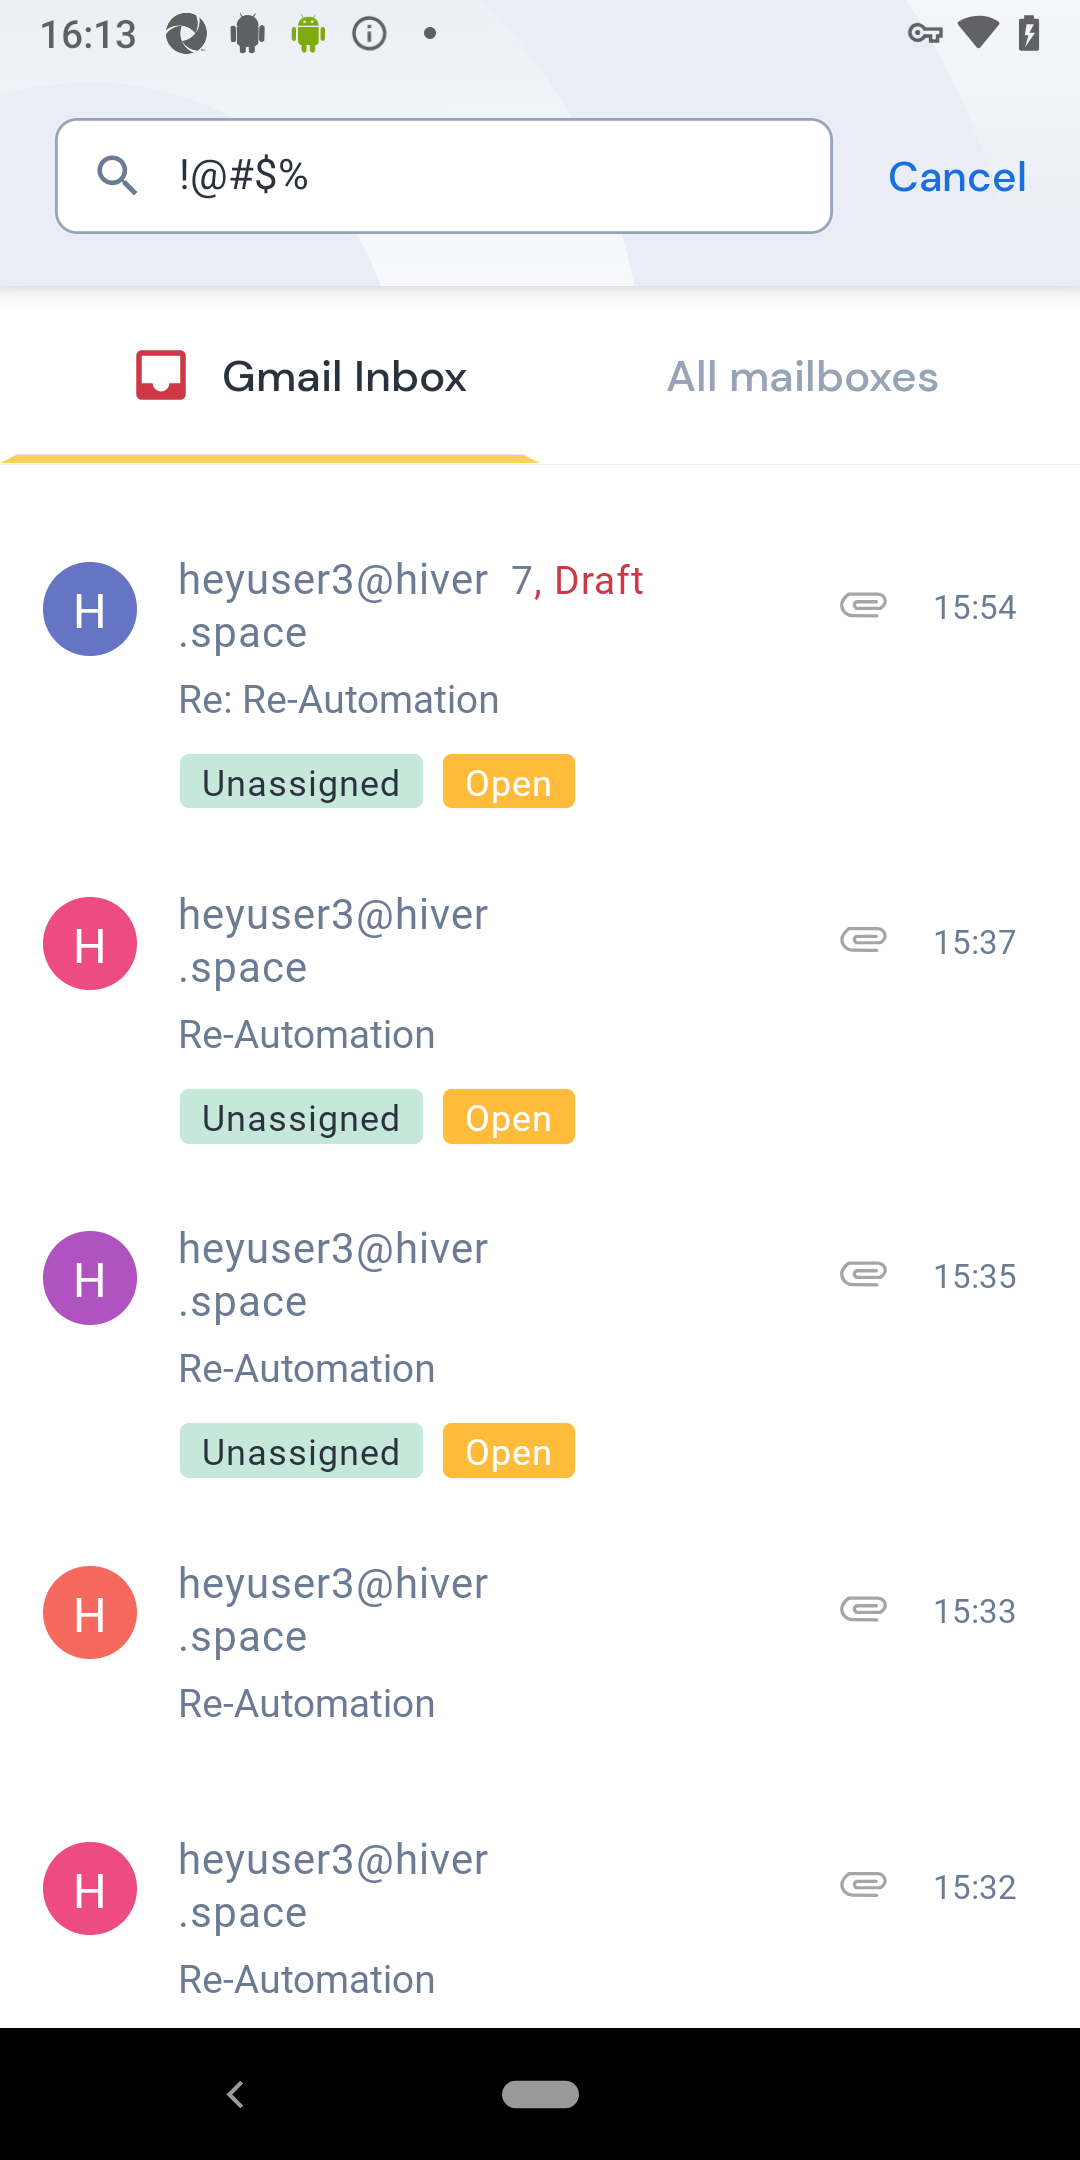 16:13
!@#$%
Cancel
Gmail Inbox
All mailboxes
H
heyuser3@hiver 7, Draft
.space
15:54
Re: Re-Automation
Unassigned Open
H
heyuser3@hiver
.space
15:37
Re-Automation
Unassigned Open
H
heyuser3@hiver
.space
15:35
Re-Automation
Unassigned Open
H
heyuser3@hiver
.space
15:33
Re-Automation
H
heyuser3@hiver
.space
15:32
Re-Automation